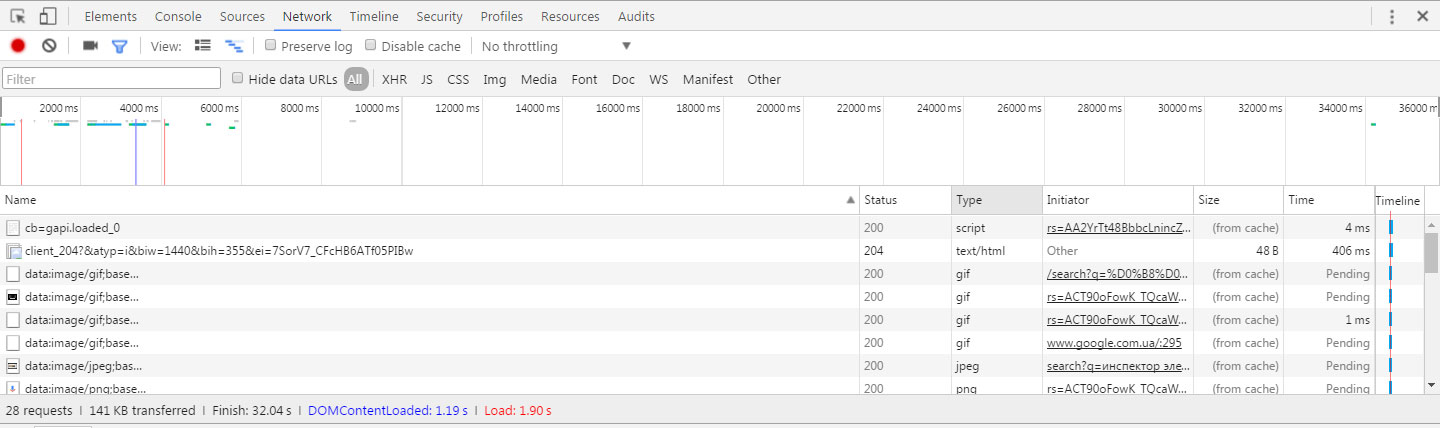 Elements Console Sources Network Timeline Security Profiles Resources Audits
View: Preserve log Disable cache No throttling
Filter Hide data URLs All XHR JS CSS Img Media Font Doc WS Manifest Other
2000 ms 4000 ms 6000 ms 8000 ms 10000 ms 12000 ms 14000 ms 16000 ms 18000 ms 20000 ms 22000 ms 24000 ms 26000 ms 28000 ms 30000 ms 32000 ms 34000 ms 36000 m
Name Status Type Initiator Size Time Timeline
cb=gapi.loaded_0 200 script rs=AA2YrTt48BbbcLnincZ... (from cache) 4 ms
client_204?&atyp=i&biw=1440&bih=355&ei=7SorV7_CFcHB6ATf05PIBw 204 text/html Other 48 B 406 ms
data:image/gif;base... 200 gif /search?q=%D0%B8%D0... (from cache) Pending
data:image/gif;base... 200 gif rs=ACT90oFowK_TQcaW... (from cache) Pending
data:image/gif;base... 200 gif rs=ACT90oFowK_TQcaW... (from cache) 1 ms
data:image/gif;base... 200 gif www.google.com.ua/:295 (from cache) Pending
data:image/jpeg;bas... 200 jpeg search?q=инспектор эле... (from cache) Pending
data:image/png;base... 200 png rs=ACT90oFowK_TQcaW... (from cache) Pending
28 requests | 141 KB transferred | Finish: 32.04 s | DOMContentLoaded: 1.19 s | Load: 1.90 s